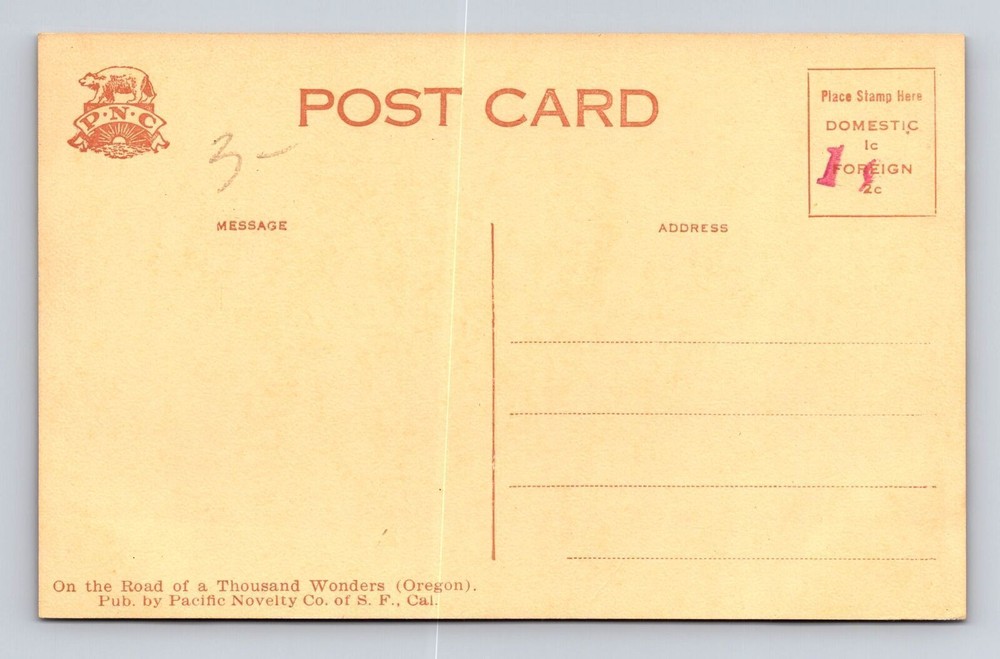 P·N·C
POST CARD
3-
Place Stamp Here
DOMESTIC
1c
FOREIGN
2c
1¢
MESSAGE
ADDRESS
On the Road of a Thousand Wonders (Oregon).
Pub. by Pacific Novelty Co. of S. F., Cal.